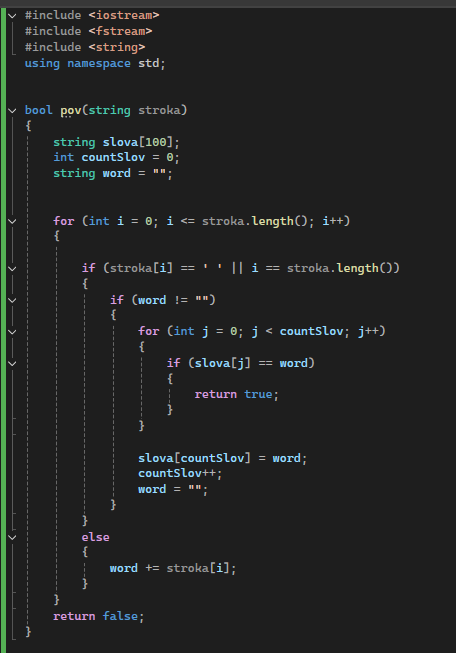 #include <iostream>
#include <fstream>
#include <string>
using namespace std;
bool pov(string stroka)
{
string slova[100];
int countSlov = 0;
string word = "";
for (int i = 0; i <= stroka.length(); i++)
{
if (stroka[i] == ' ' || i == stroka.length())
{
if (word != "")
{
for (int j = 0; j < countSlov; j++)
{
if (slova[j] == word)
{
return true;
}
}
slova[countSlov] = word;
countSlov++;
word = "";
}
}
else
{
word += stroka[i];
}
}
return false;
}